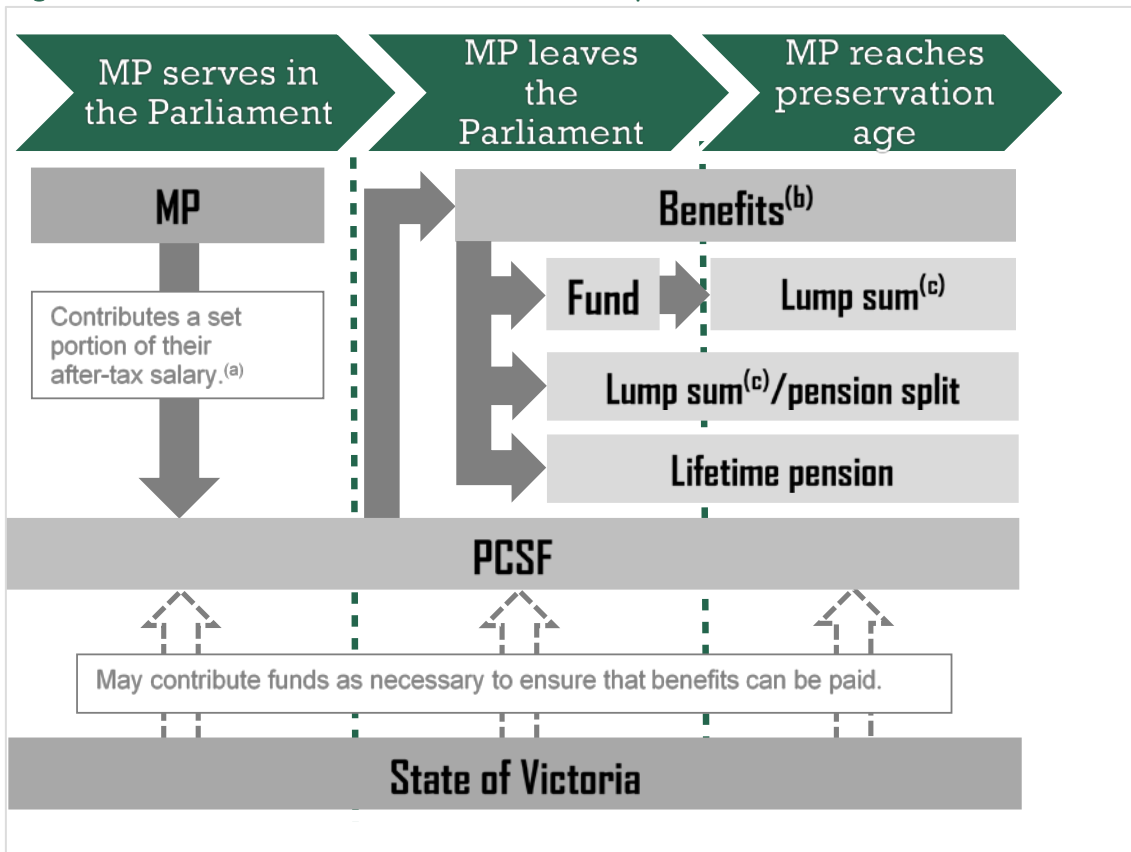 MP serves in
the Parliament
MP leaves
the
Parliament
MP reaches
preservation
age
MP
Benefits(b)
Contributes a set
portion of their
after-tax salary.(a)
Fund
Lump sum(c)
Lump sum(c)/pension split
Lifetime pension
PCSF
May contribute funds as necessary to ensure that benefits can be paid.
State of Victoria